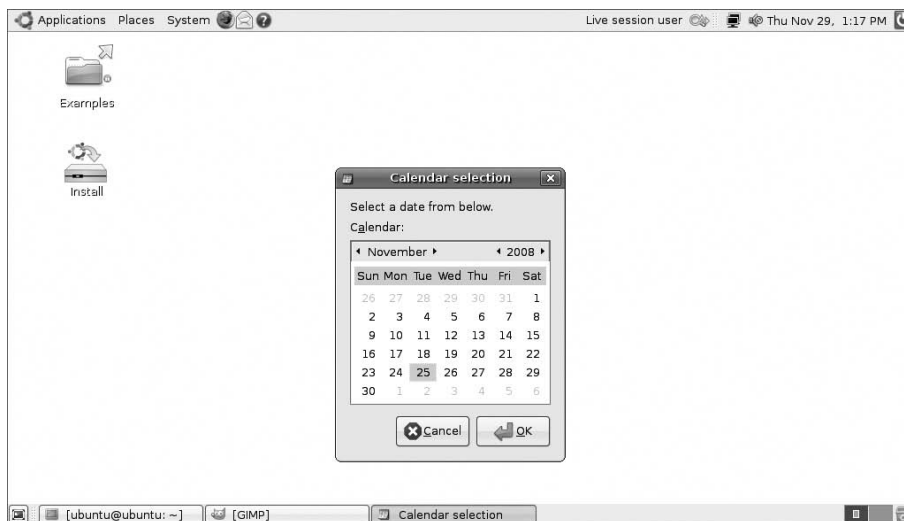 Applications Places System Live session user Thu Nov 29, 1:17 PM
Examples
Install
Calendar selection
Select a date from below.
Calendar:
November 2008
Sun Mon Tue Wed Thu Fri Sat
26 27 28 29 30 31 1
2 3 4 5 6 7 8
9 10 11 12 13 14 15
16 17 18 19 20 21 22
23 24 25 26 27 28 29
30 1 2 3 4 5 6
Cancel OK
[ubuntu@ubuntu: ~] [GIMP] Calendar selection